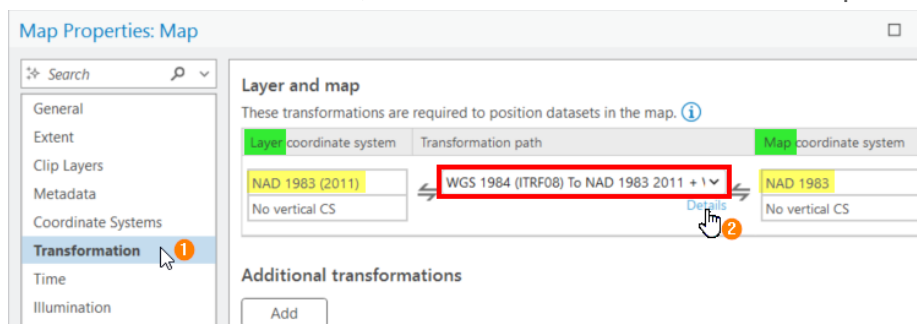 Map Properties: Map
Search
General
Extent
Clip Layers
Metadata
Coordinate Systems
Transformation 1
Time
Illumination
Layer and map
These transformations are required to position datasets in the map.
Layer coordinate system Transformation path Map coordinate system
NAD 1983 (2011) WGS 1984 (ITRF08) To NAD 1983 2011 + NAD 1983
No vertical CS Details No vertical CS
2
Additional transformations
Add